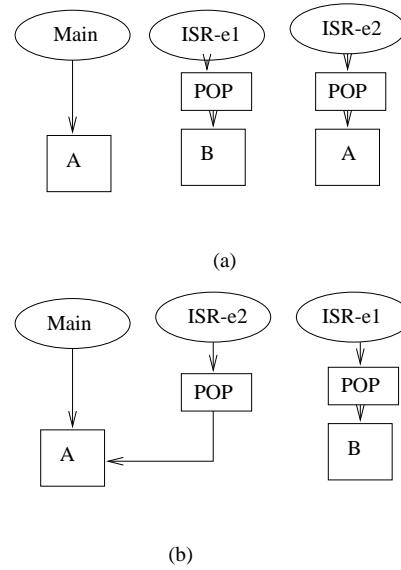 Main
ISR-e1
ISR-e2
POP
POP
A
B
A
(a)
Main
ISR-e2
ISR-e1
POP
POP
A
B
(b)